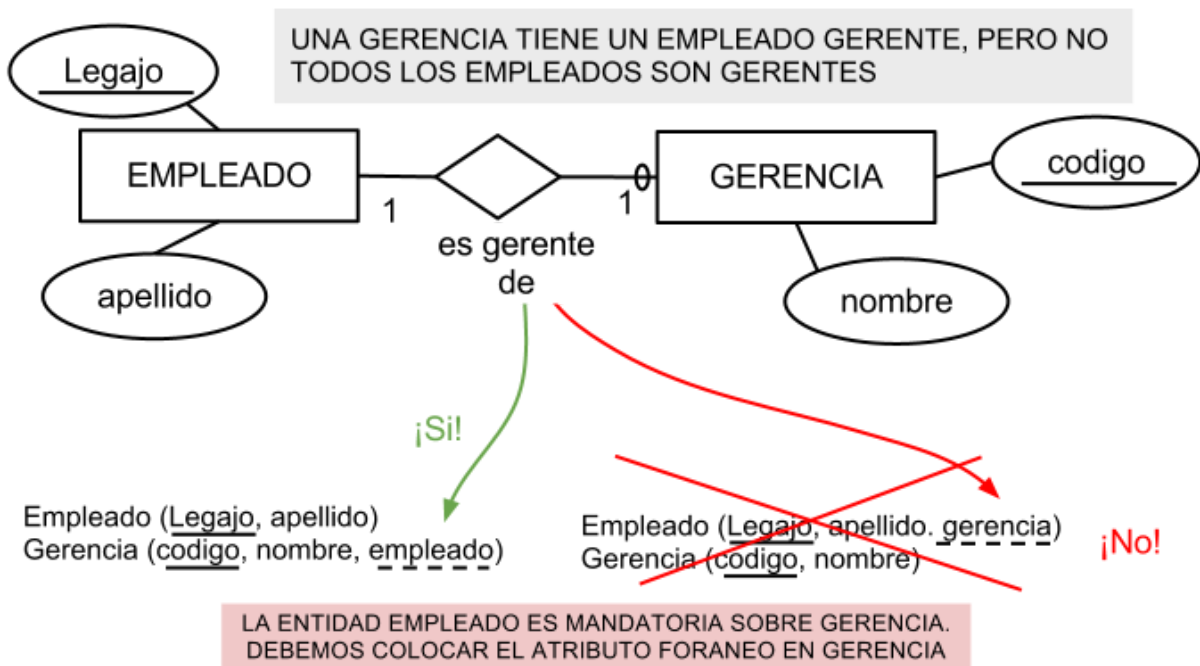 UNA GERENCIA TIENE UN EMPLEADO GERENTE, PERO NO
TODOS LOS EMPLEADOS SON GERENTES
Legajo
EMPLEADO
apellido
1
es gerente
de
1
GERENCIA
codigo
nombre
¡Si!
Empleado (Legajo, apellido)
Gerencia (codigo, nombre, empleado)
Empleado (Legajo, apellido. gerencia)
Gerencia (codigo, nombre)
¡No!
LA ENTIDAD EMPLEADO ES MANDATORIA SOBRE GERENCIA.
DEBEMOS COLOCAR EL ATRIBUTO FORANEO EN GERENCIA